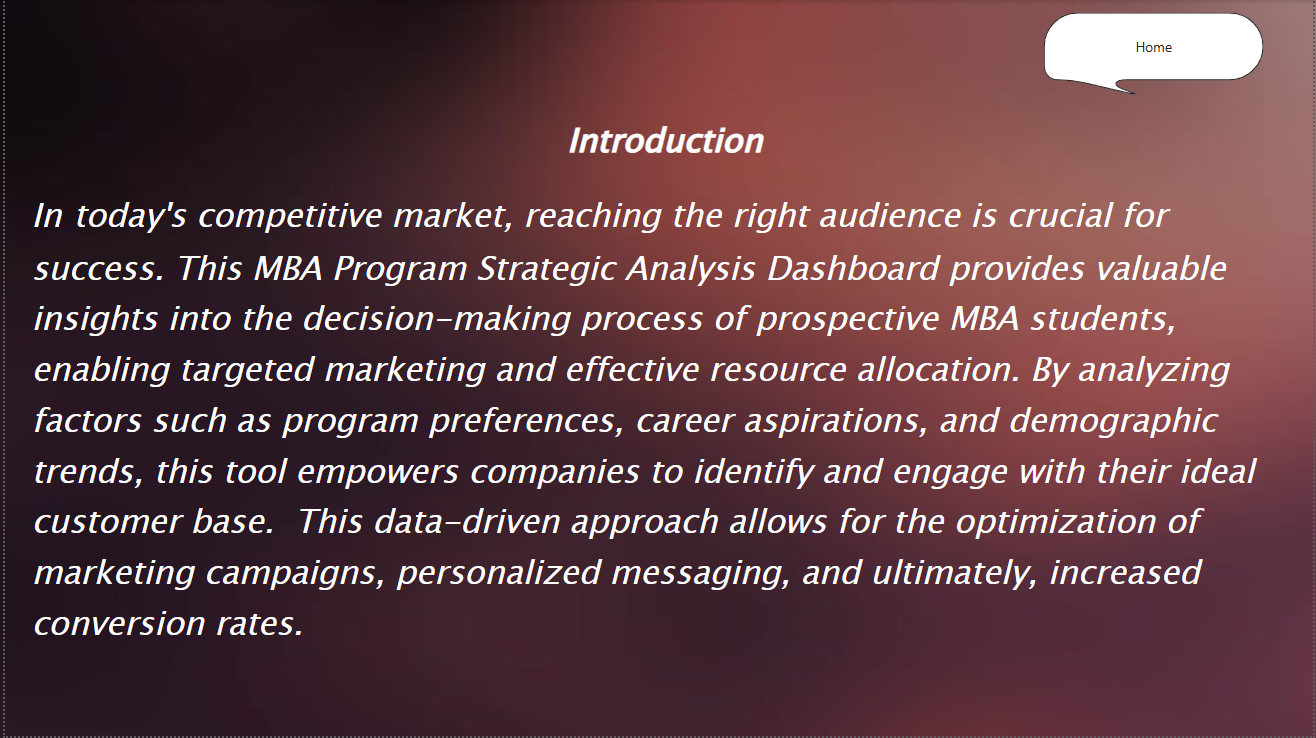 Home
Introduction
In today's competitive market, reaching the right audience is crucial for
success. This MBA Program Strategic Analysis Dashboard provides valuable
insights into the decision-making process of prospective MBA students,
enabling targeted marketing and effective resource allocation. By analyzing
factors such as program preferences, career aspirations, and demographic
trends, this tool empowers companies to identify and engage with their ideal
customer base.  This data-driven approach allows for the optimization of
marketing campaigns, personalized messaging, and ultimately, increased
conversion rates.